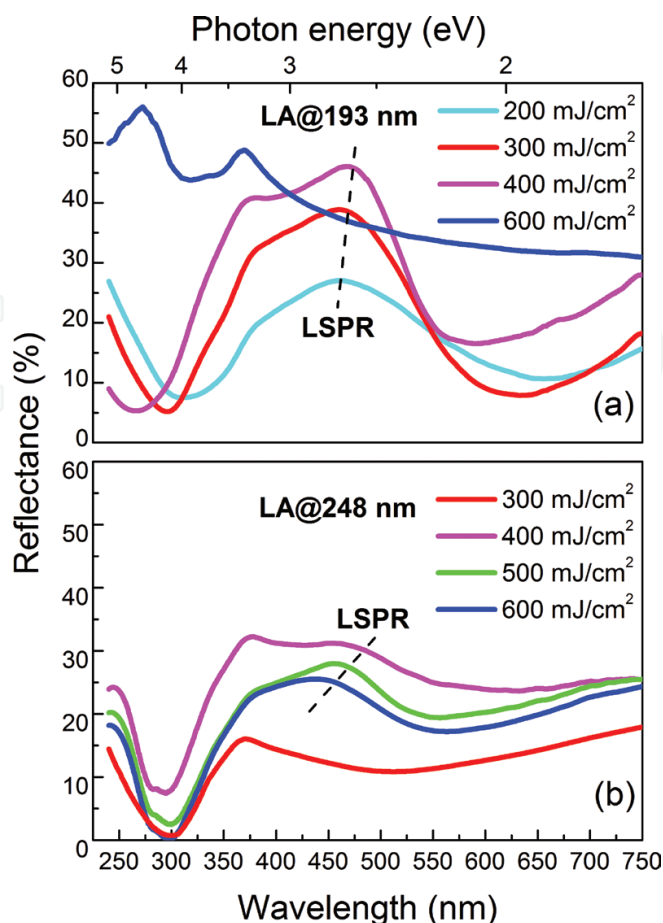 Photon energy (eV)
5 4 3 2
60
50
40
30
20
10
0
LA@193 nm
200 mJ/cm²
300 mJ/cm²
400 mJ/cm²
600 mJ/cm²
LSPR
(a)
Reflectance (%)
60
50
40
30
20
10
0
LA@248 nm
300 mJ/cm²
400 mJ/cm²
500 mJ/cm²
600 mJ/cm²
LSPR
(b)
250 300 350 400 450 500 550 600 650 700 750
Wavelength (nm)